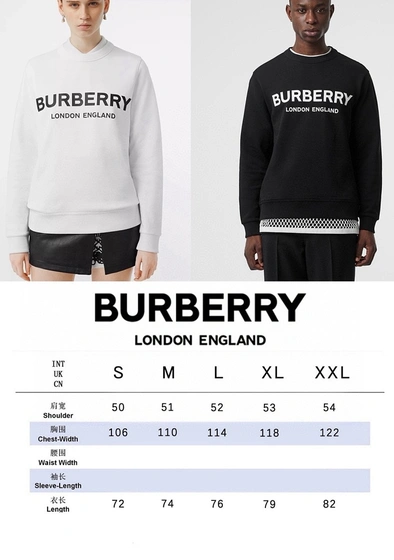 BURBERRY
LONDON ENGLAND
BURBERRY
LONDON ENGLAND
BURBERRY
LONDON ENGLAND
INT
UK
CN
S M L XL XXL
肩宽
Shoulder 50 51 52 53 54
胸围
Chest-Width 106 110 114 118 122
腰围
Waist Width
袖长
Sleeve-Length
衣长
Length 72 74 76 79 82